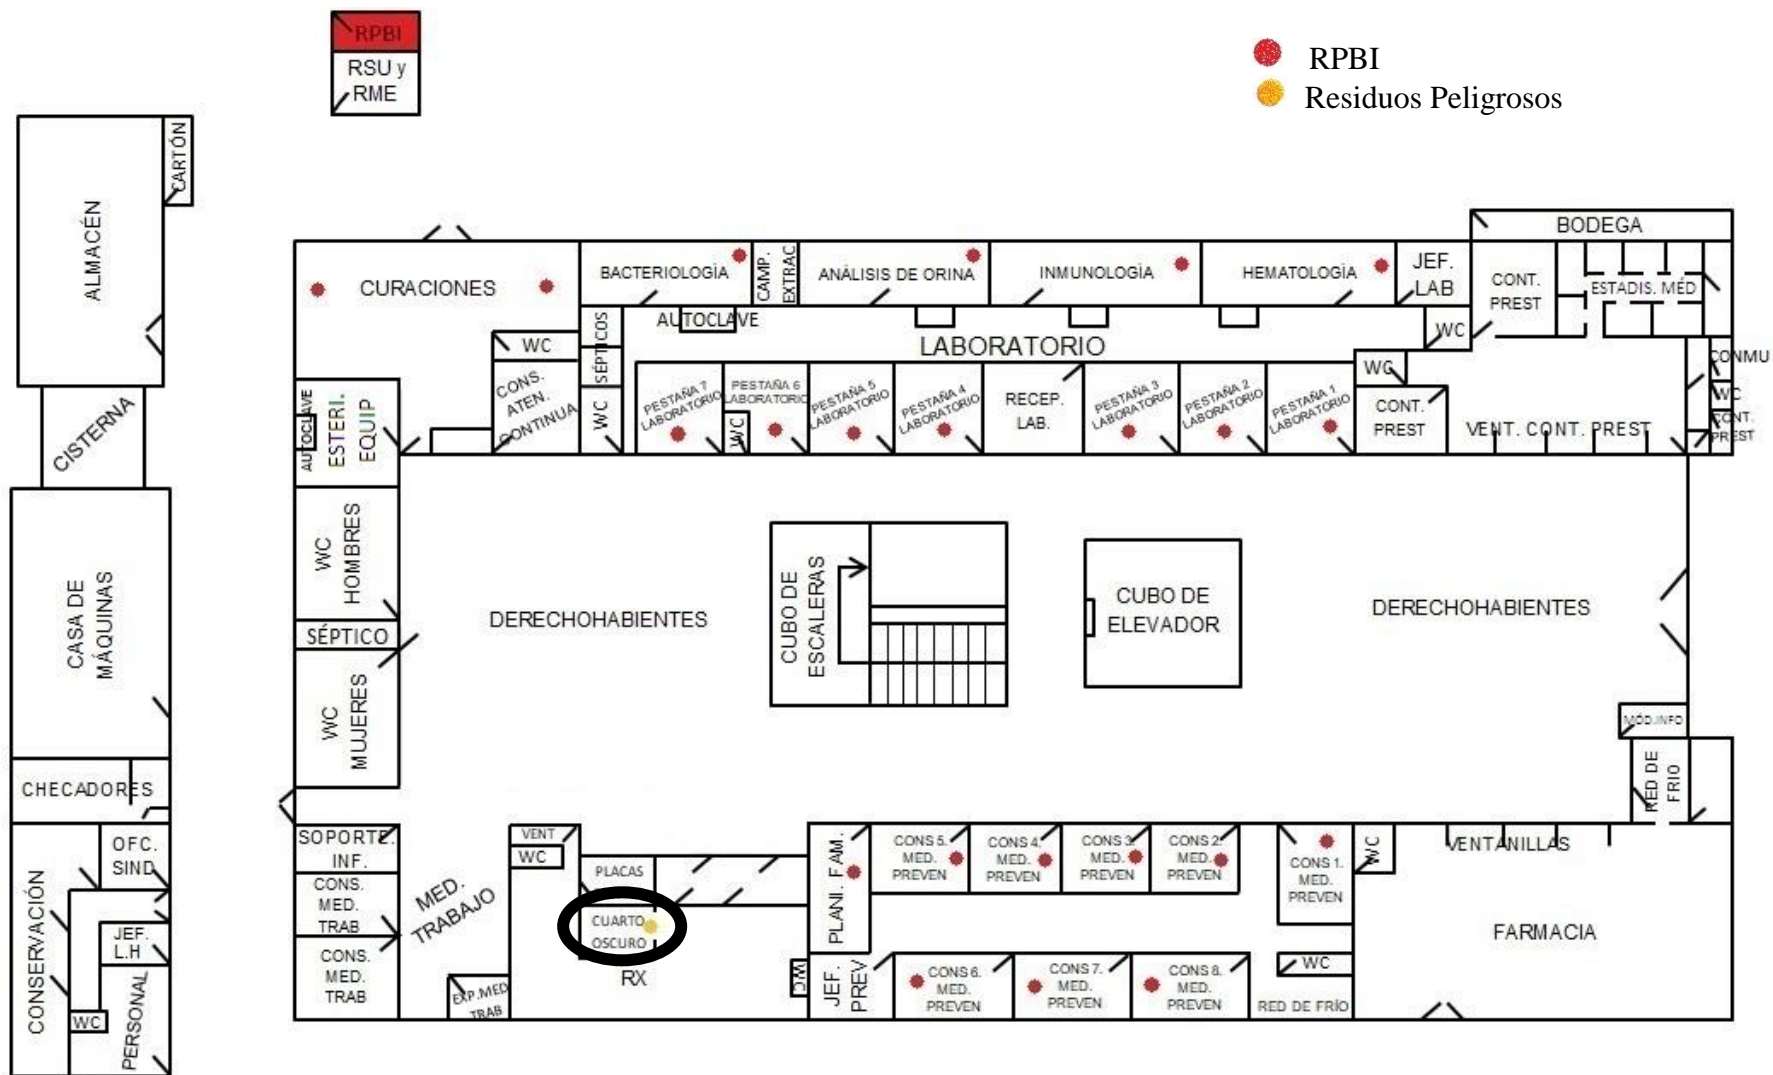 RPBI
RSU y
RME
RPBI
Residuos Peligrosos
CARTÓN
ALMACÉN
CISTERNA
CASA DE
MÁQUINAS
CHECADORES
OFC.
SIND
CONSERVACIÓN
JEF.
L.H
WC
PERSONAL
CURACIONES
BACTERIOLOGÌA
CAMP.
EXTRAC
ANÁLISIS DE ORINA
INMUNOLOGÌA
HEMATOLOGÌA
JEF.
LAB
BODEGA
CONT.
PREST
ESTADIS. MÉD
AUTOCLAVE
SÉPTICOS
WC
LABORATORIO
WC
CONS.
ATEN.
CONTINUA
WC
PESTAÑA 7
LABORATORIO
PESTAÑA 6
LABORATORIO
WC
PESTAÑA 5
LABORATORIO
PESTAÑA 4
LABORATORIO
RECEP.
LAB.
PESTAÑA 3
LABORATORIO
PESTAÑA 2
LABORATORIO
PESTAÑA 1
LABORATORIO
WC
CONT.
PREST
VENT. CONT. PREST
CONMU
WC
CONT.
PREST
AUTOCLAVE
ESTERI.
EQUIP
WC
HOMBRES
SÉPTICO
WC
MUJERES
DERECHOHABIENTES
CUBO DE
ESCALERAS
CUBO DE
ELEVADOR
DERECHOHABIENTES
MÓD.INFO
RED DE
FRIO
SOPORTE.
INF.
CONS.
MED.
TRAB
CONS.
MED.
TRAB
MED.
TRABAJO
EXP.MED
TRAB
VENT
WC
PLACAS
CUARTO
OSCURO
RX
WC
PLANI. FAM.
JEF.
PREV
CONS 5.
MED.
PREVEN
CONS 4.
MED.
PREVEN
CONS 3.
MED.
PREVEN
CONS 2.
MED.
PREVEN
CONS 1.
MED.
PREVEN
WC
VENTANILLAS
FARMACIA
CONS 6.
MED.
PREVEN
CONS 7.
MED.
PREVEN
CONS 8.
MED.
PREVEN
WC
RED DE FRÍO